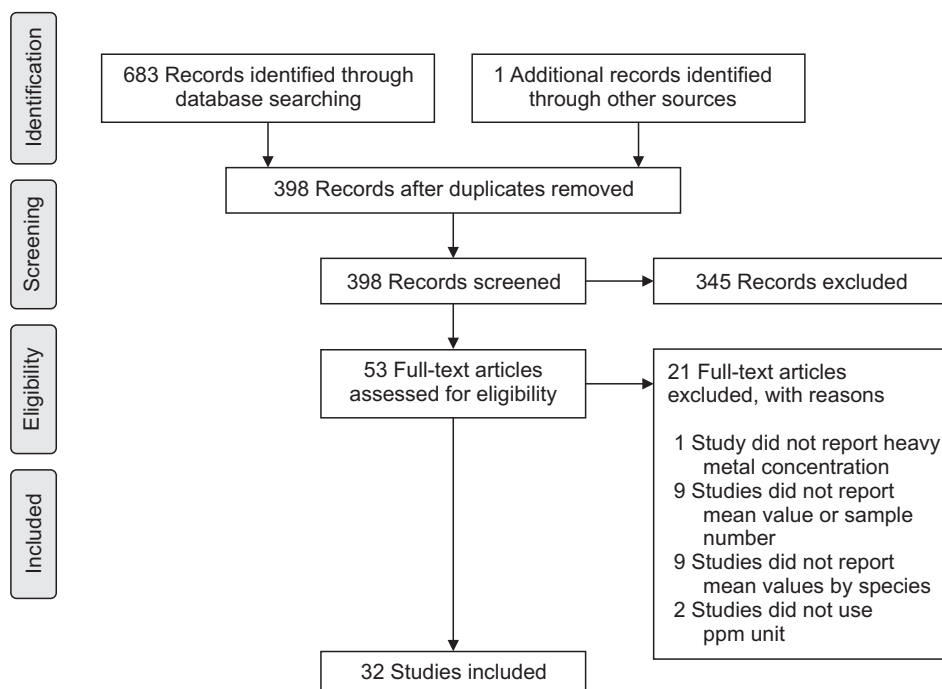 Identification
683 Records identified through
database searching
1 Additional records identified
through other sources
398 Records after duplicates removed
Screening
398 Records screened
345 Records excluded
Eligibility
53 Full-text articles
assessed for eligibility
21 Full-text articles
excluded, with reasons
1 Study did not report heavy
metal concentration
9 Studies did not report
mean value or sample
number
9 Studies did not report
mean values by species
2 Studies did not use
ppm unit
Included
32 Studies included